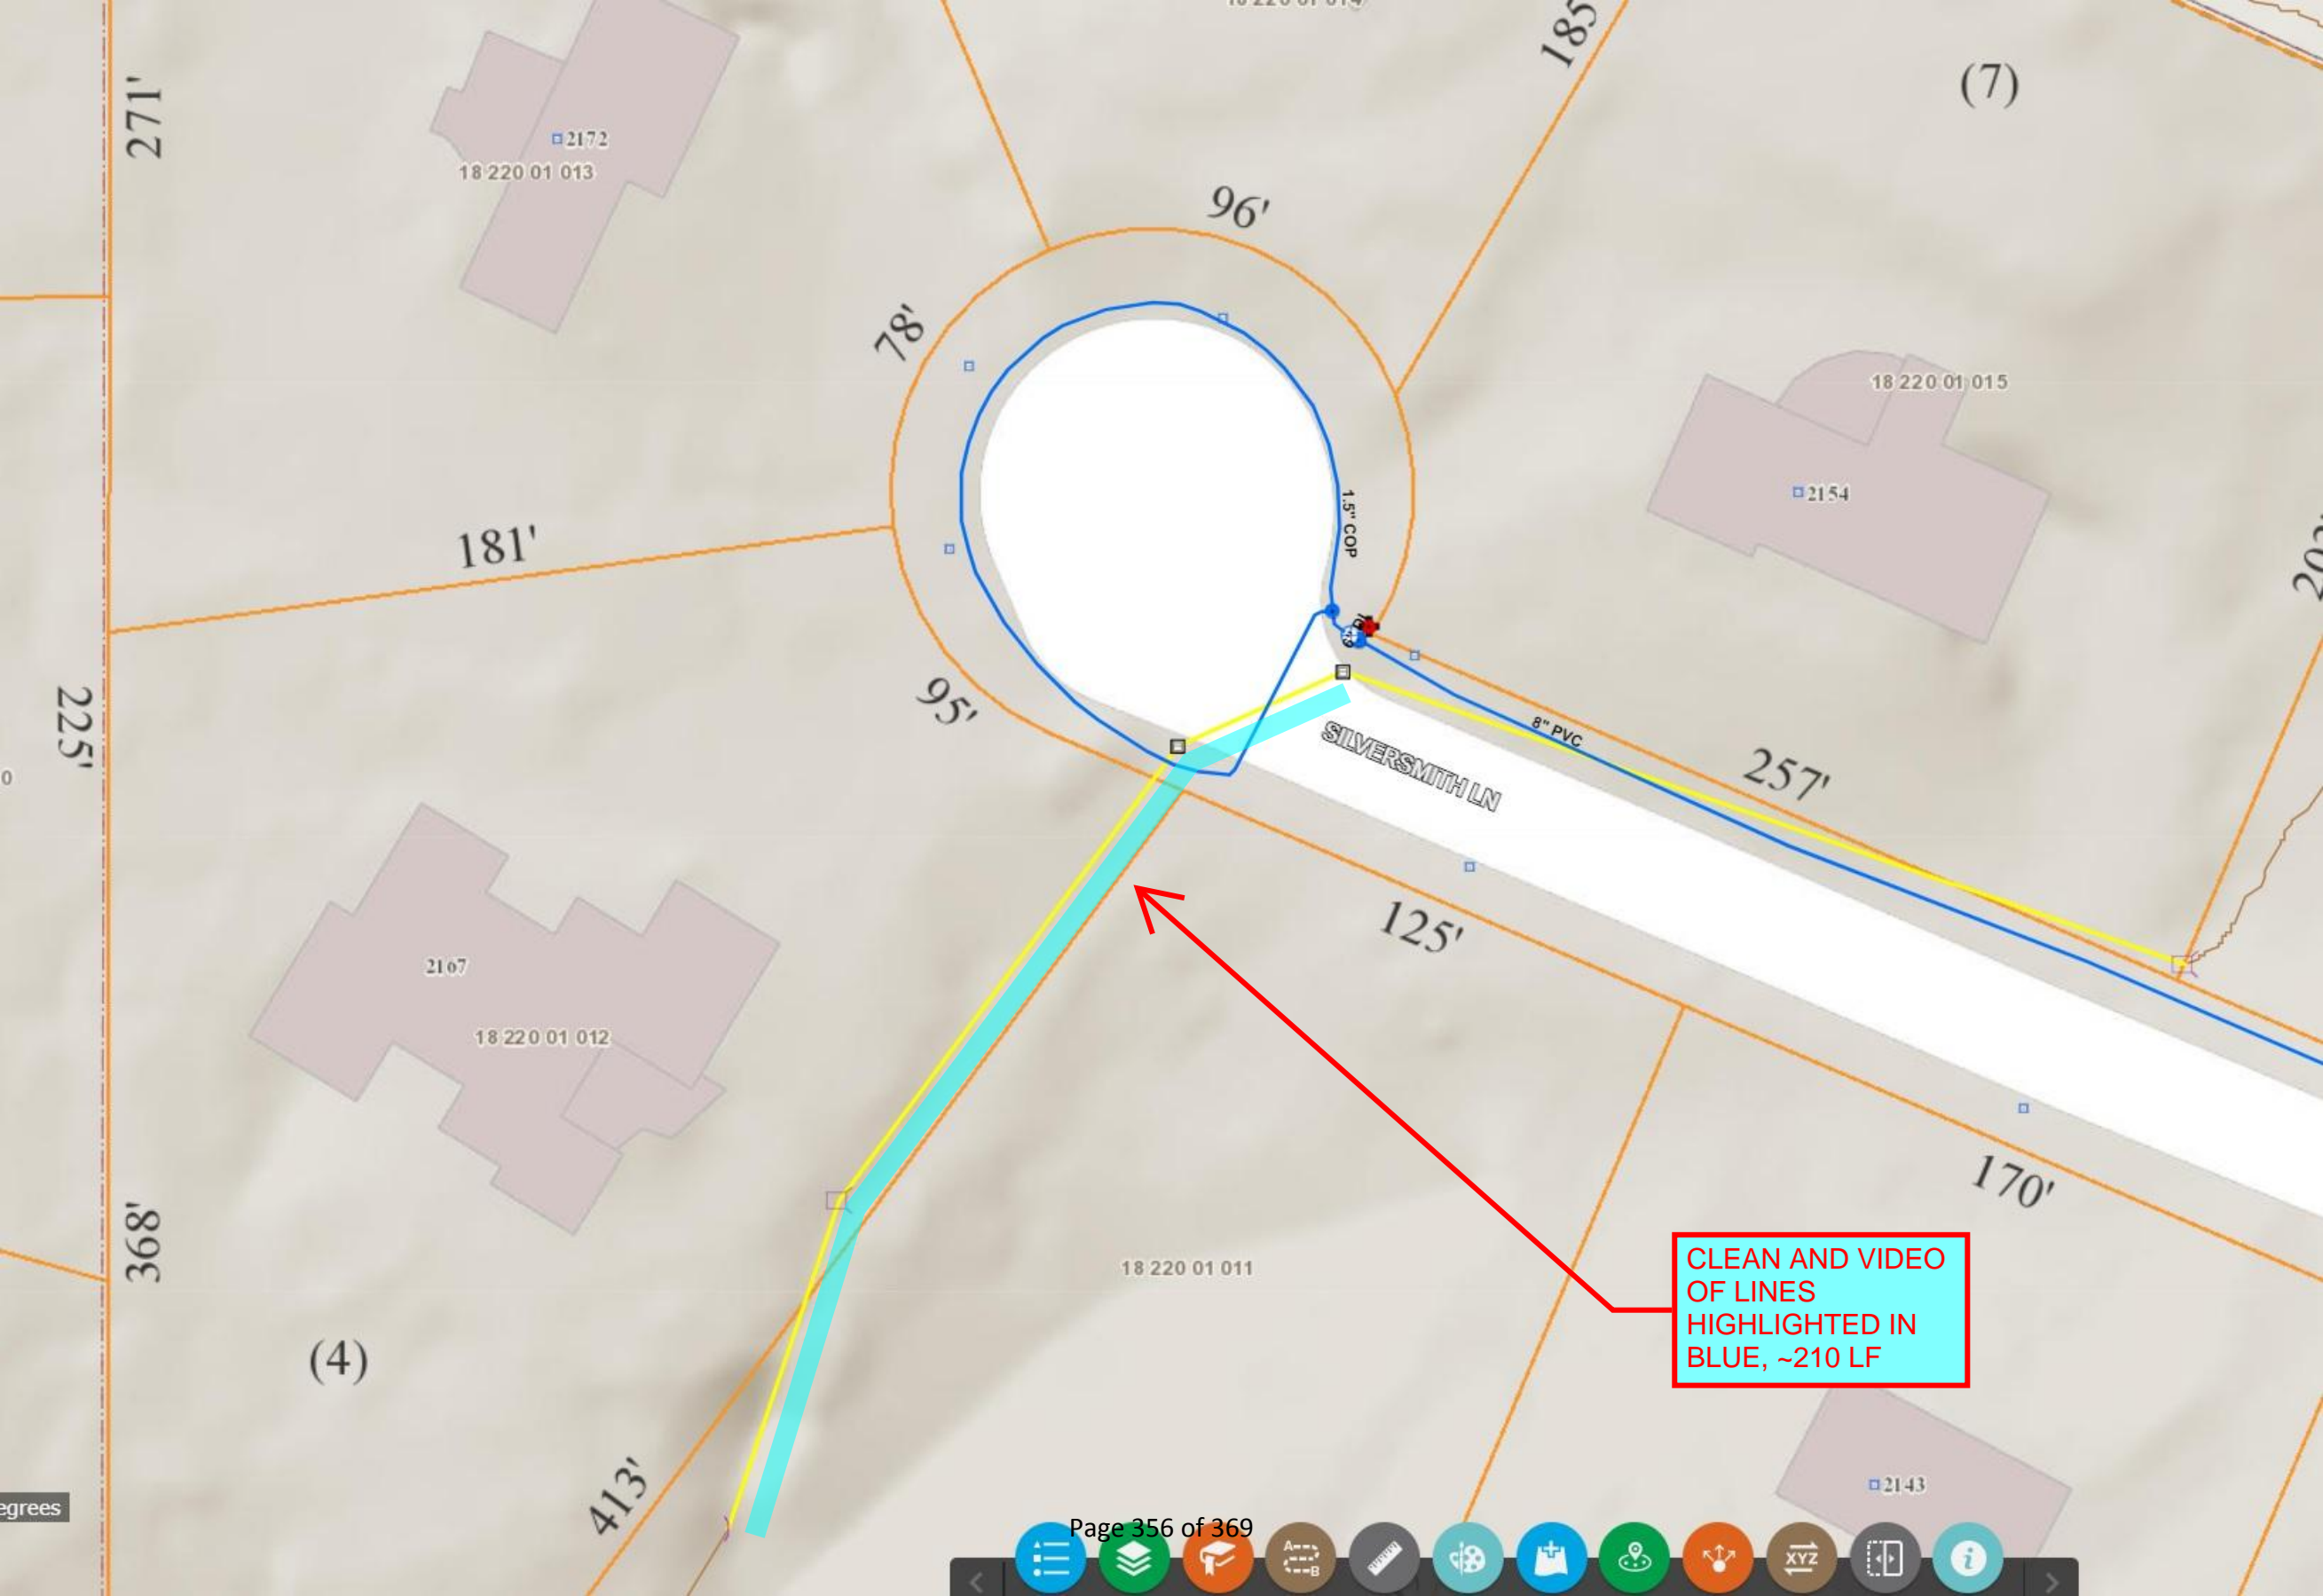 185
(7)
271'
2172
18 220 01 013
96'
78'
18 220 01 015
2154
181'
1.5" COP
225'
95'
SILVERSMITH LN
8" PVC
257'
125'
2167
18 220 01 012
170'
368'
18 220 01 011
CLEAN AND VIDEO
OF LINES
HIGHLIGHTED IN
BLUE, ~210 LF
(4)
413'
2143
egrees
Page 356 of 369
A
B
XYZ
i